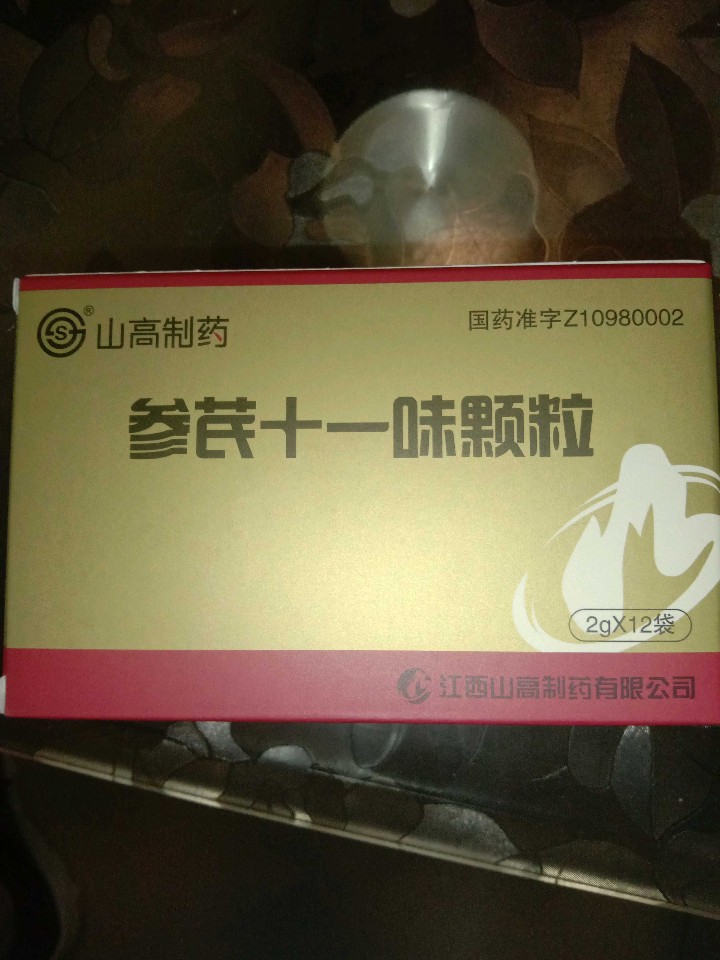 S® 山高制药
国药准字Z10980002
参芪十一味颗粒
2gX12袋
江西山高制药有限公司